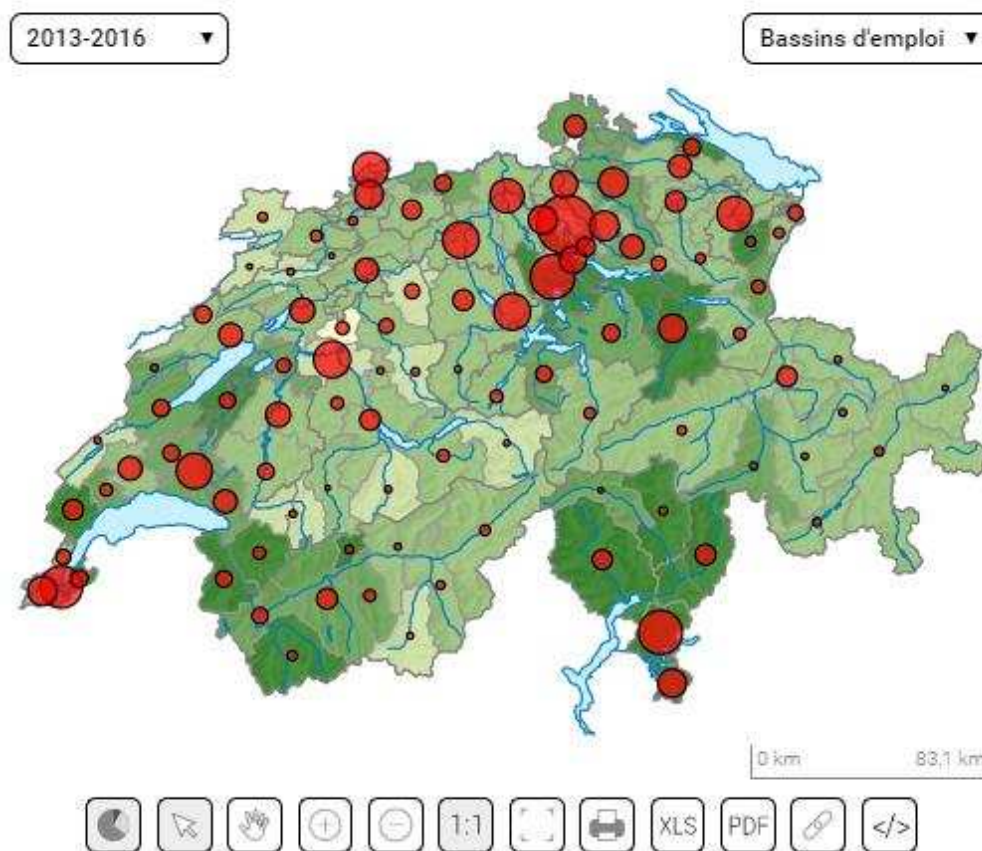 2013-2016
Bassins d'emploi
0 km
83,1 km
1:1
XLS
PDF
</>